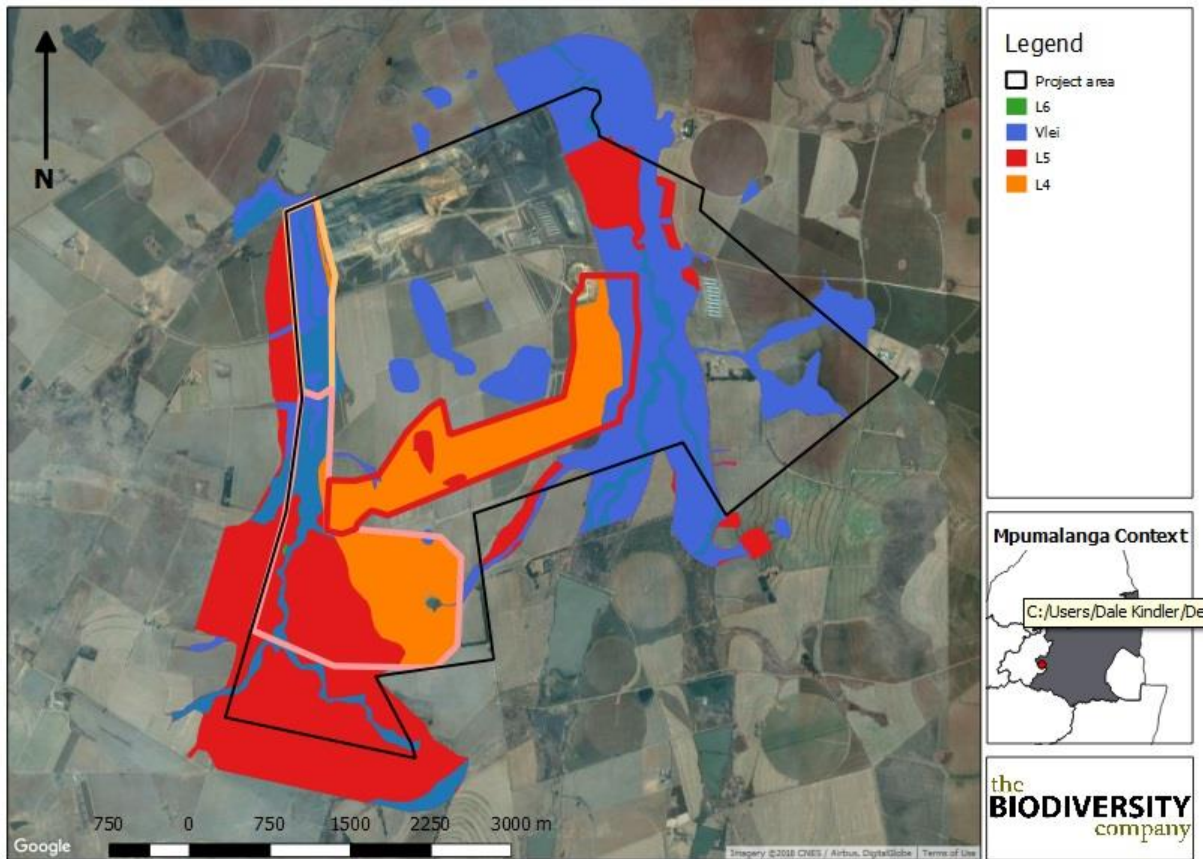 N
Legend
Project area
L6
Vlei
L5
L4
Mpumalanga Context
C:/Users/Dale Kindler/De
750 0 750 1500 2250 3000 m
Google
Imagery ©2018 CNES / Airbus, DigitalGlobe Terms of Use
the
BIODIVERSITY
company